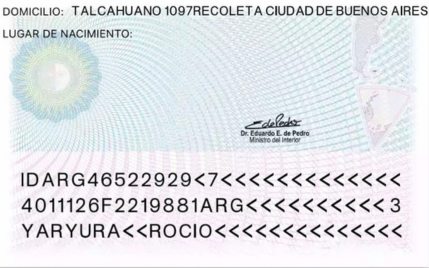 DOMICILIO: TALCAHUANO 1097RECOLETA CIUDAD DE BUENOS AIRES
LUGAR DE NACIMIENTO:
Dr. Eduardo E. de Pedro
Ministro del Interior
IDARG46522929<7<<<<<<<<<<<<<<<
4011126F2219881ARG<<<<<<<<<<<3
YARYURA<<ROCIO<<<<<<<<<<<<<<<<